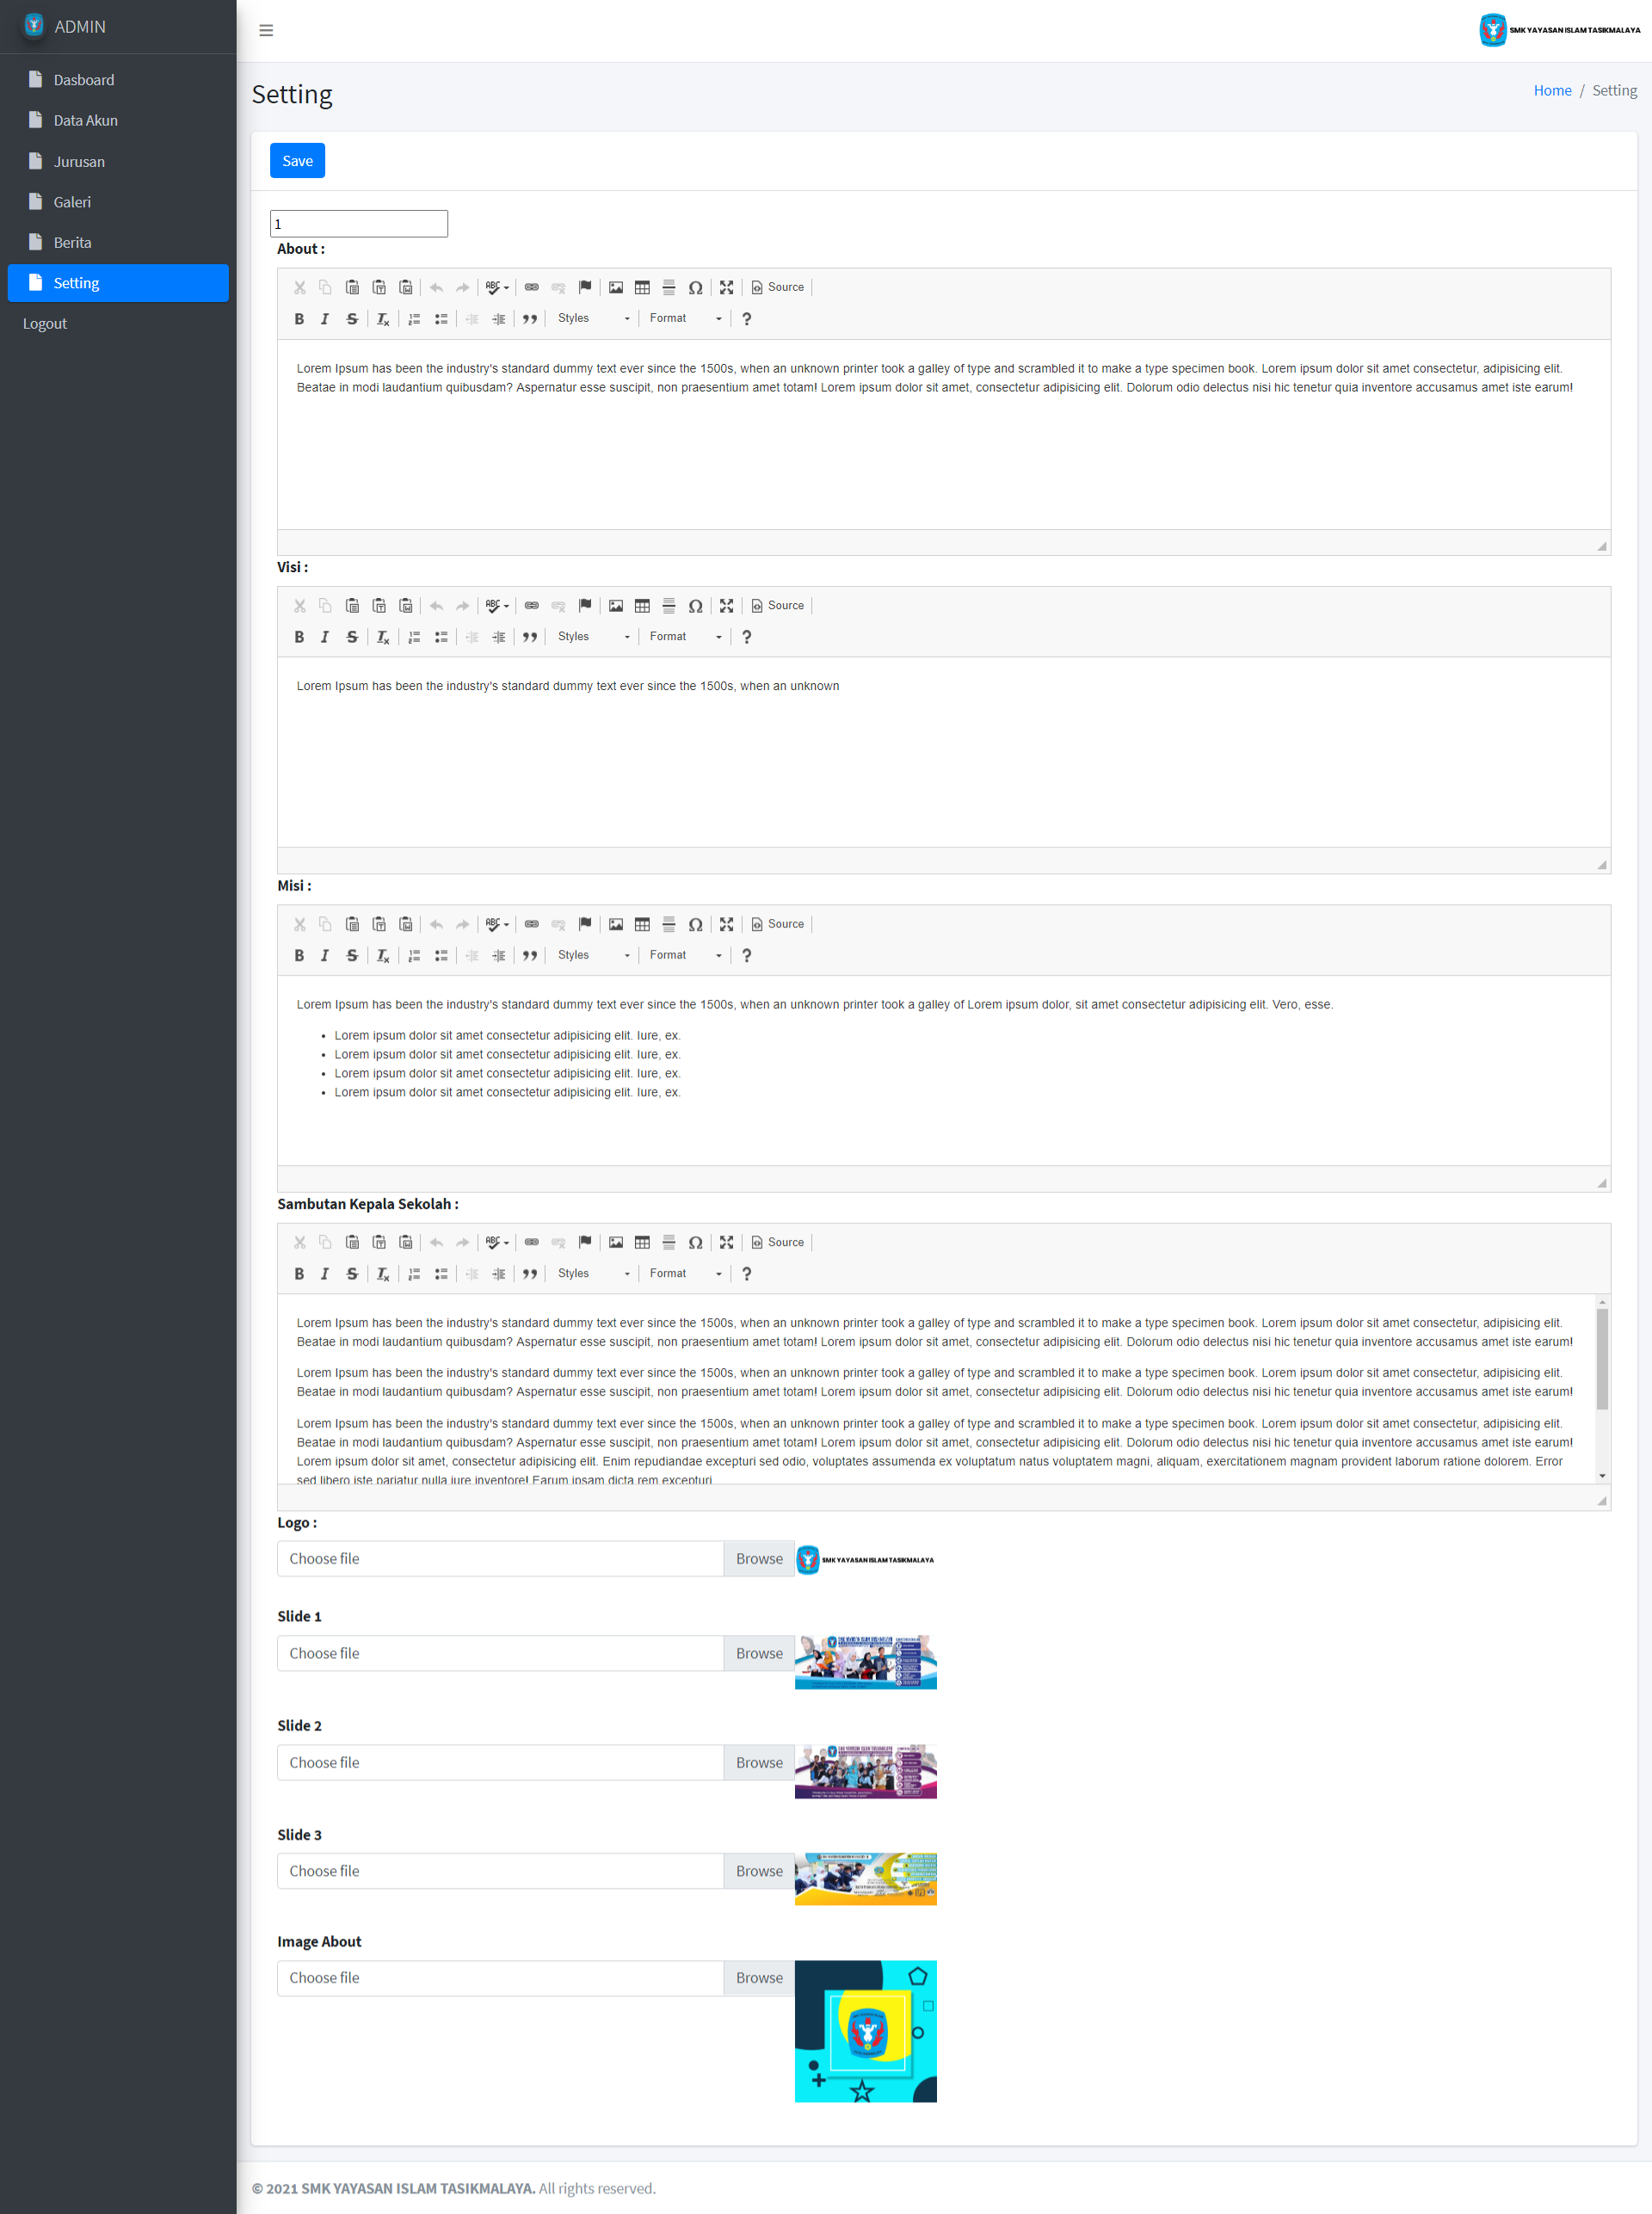 ADMIN
SMK YAYASAN ISLAM TASIKMALAYA
Dasboard
Data Akun
Jurusan
Galeri
Berita
Setting
Logout
Setting
Home / Setting
Save
1
About :
Source
Styles Format ?
Lorem Ipsum has been the industry's standard dummy text ever since the 1500s, when an unknown printer took a galley of type and scrambled it to make a type specimen book. Lorem ipsum dolor sit amet consectetur, adipisicing elit.
Beatae in modi laudantium quibusdam? Aspernatur esse suscipit, non praesentium amet totam! Lorem ipsum dolor sit amet, consectetur adipisicing elit. Dolorum odio delectus nisi hic tenetur quia inventore accusamus amet iste earum!
Visi :
Source
Styles Format ?
Lorem Ipsum has been the industry's standard dummy text ever since the 1500s, when an unknown
Misi :
Source
Styles Format ?
Lorem Ipsum has been the industry's standard dummy text ever since the 1500s, when an unknown printer took a galley of Lorem ipsum dolor, sit amet consectetur adipisicing elit. Vero, esse.
• Lorem ipsum dolor sit amet consectetur adipisicing elit. Iure, ex.
• Lorem ipsum dolor sit amet consectetur adipisicing elit. Iure, ex.
• Lorem ipsum dolor sit amet consectetur adipisicing elit. Iure, ex.
• Lorem ipsum dolor sit amet consectetur adipisicing elit. Iure, ex.
Sambutan Kepala Sekolah :
Source
Styles Format ?
Lorem Ipsum has been the industry's standard dummy text ever since the 1500s, when an unknown printer took a galley of type and scrambled it to make a type specimen book. Lorem ipsum dolor sit amet consectetur, adipisicing elit.
Beatae in modi laudantium quibusdam? Aspernatur esse suscipit, non praesentium amet totam! Lorem ipsum dolor sit amet, consectetur adipisicing elit. Dolorum odio delectus nisi hic tenetur quia inventore accusamus amet iste earum!
Lorem Ipsum has been the industry's standard dummy text ever since the 1500s, when an unknown printer took a galley of type and scrambled it to make a type specimen book. Lorem ipsum dolor sit amet consectetur, adipisicing elit.
Beatae in modi laudantium quibusdam? Aspernatur esse suscipit, non praesentium amet totam! Lorem ipsum dolor sit amet, consectetur adipisicing elit. Dolorum odio delectus nisi hic tenetur quia inventore accusamus amet iste earum!
Lorem Ipsum has been the industry's standard dummy text ever since the 1500s, when an unknown printer took a galley of type and scrambled it to make a type specimen book. Lorem ipsum dolor sit amet consectetur, adipisicing elit.
Beatae in modi laudantium quibusdam? Aspernatur esse suscipit, non praesentium amet totam! Lorem ipsum dolor sit amet, consectetur adipisicing elit. Dolorum odio delectus nisi hic tenetur quia inventore accusamus amet iste earum!
Lorem ipsum dolor sit amet, consectetur adipisicing elit. Enim repudiandae excepturi sed odio, voluptates assumenda ex voluptatum natus voluptatem magni, aliquam, exercitationem magnam provident laborum ratione dolorem. Error
sed libero iste pariatur nulla iure inventore! Earum ipsam dicta rem excepturi
Logo :
Choose file Browse SMK YAYASAN ISLAM TASIKMALAYA
Slide 1
Choose file Browse
Slide 2
Choose file Browse
Slide 3
Choose file Browse
Image About
Choose file Browse
© 2021 SMK YAYASAN ISLAM TASIKMALAYA. All rights reserved.